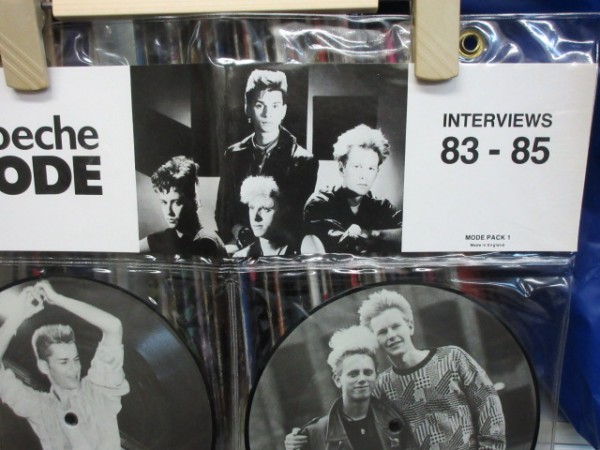 peche
ODE
INTERVIEWS
83 - 85
MODE PACK 1
Made in England